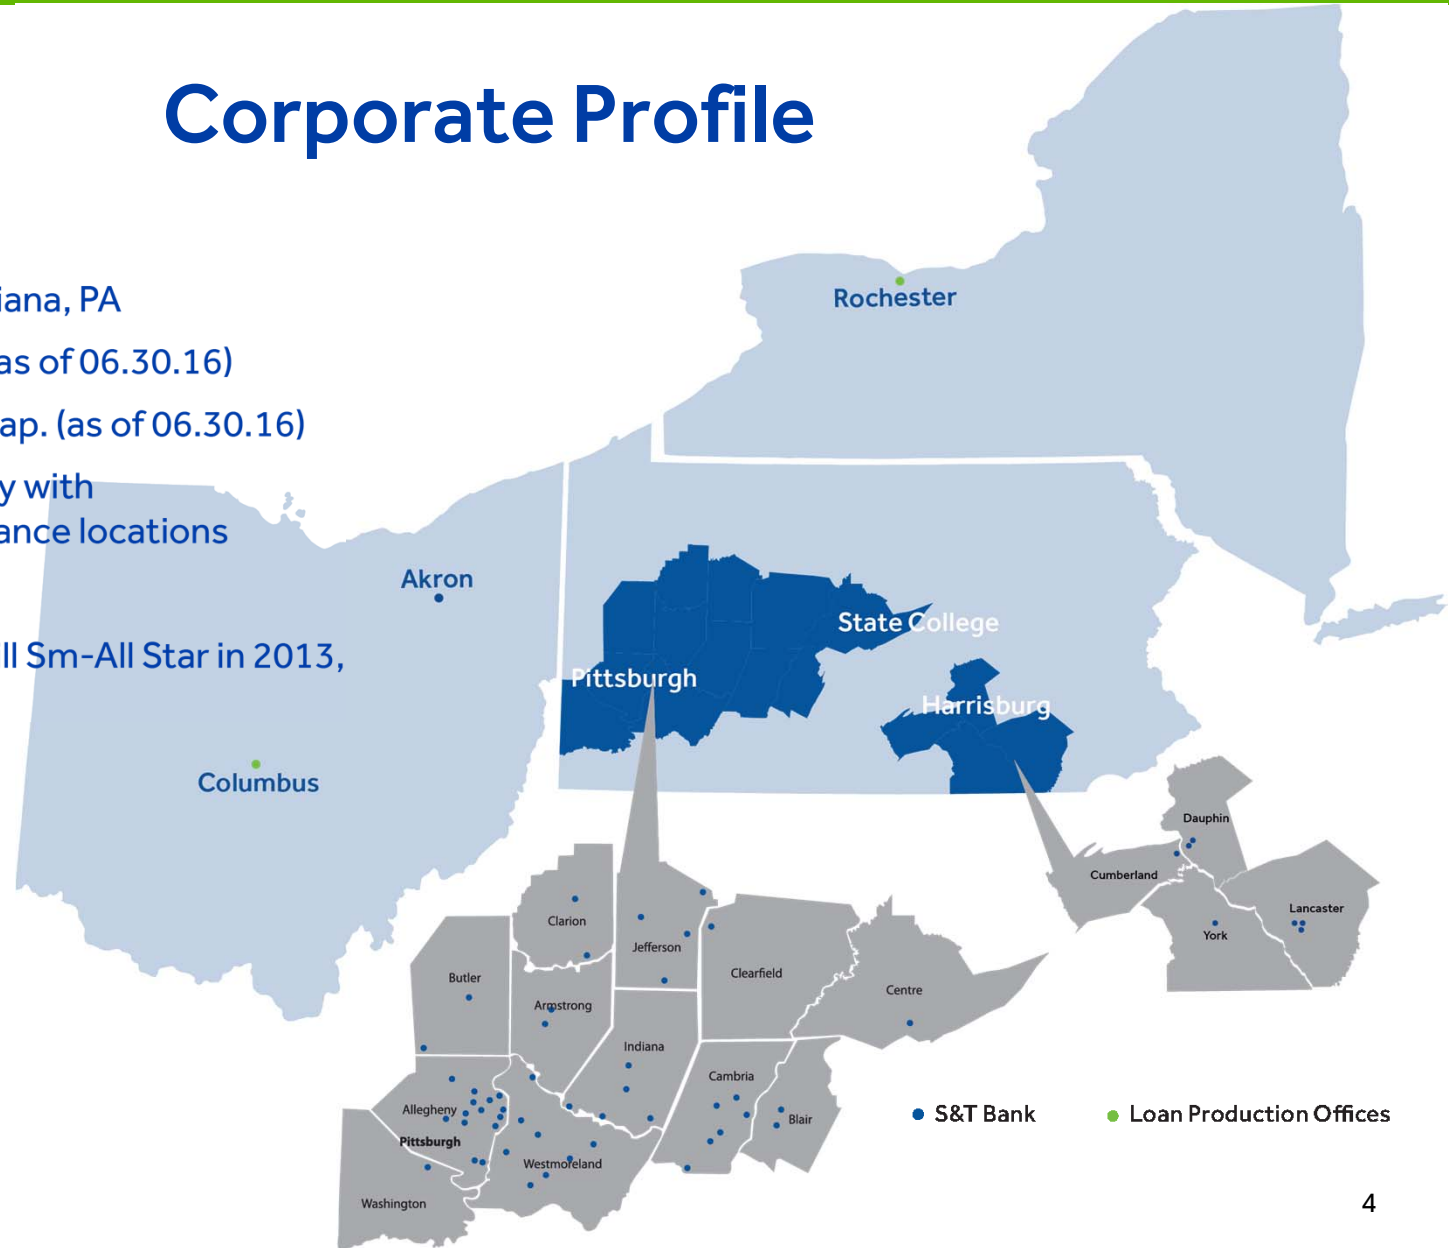 Corporate Profile
iana, PA
as of 06.30.16)
ap. (as of 06.30.16)
y with
ance locations
ll Sm-All Star in 2013,
Rochester
Akron
State College
Pittsburgh
Harrisburg
Columbus
Dauphin
Cumberland
Lancaster
York
Clarion
Jefferson
Butler
Clearfield
Armstrong
Centre
Indiana
Cambria
Allegheny
Blair
Pittsburgh
Westmoreland
Washington
S&T Bank
Loan Production Offices
4